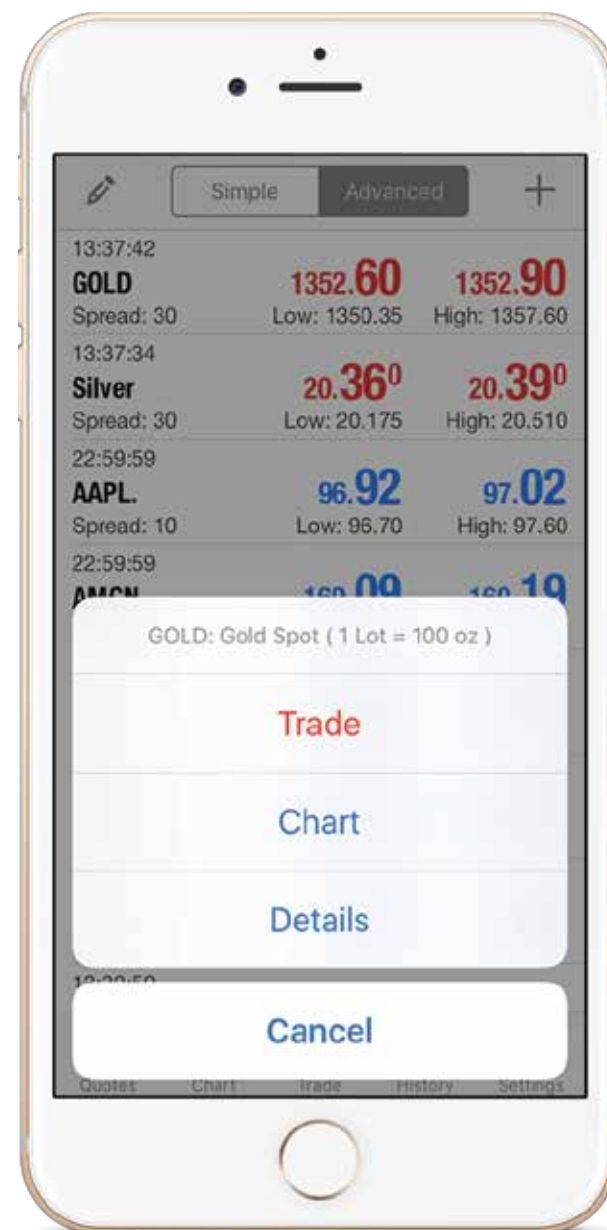 Simple Advanced
13:37:42
GOLD 1352.60 1352.90
Spread: 30 Low: 1350.35 High: 1357.60
13:37:34
Silver 20.360 20.390
Spread: 30 Low: 20.175 High: 20.510
22:59:59
AAPL. 96.92 97.02
Spread: 10 Low: 96.70 High: 97.60
22:59:59
09 19
GOLD: Gold Spot ( 1 Lot = 100 oz )
Trade
Chart
Details
Cancel
Quotes Chart Trade History Settings